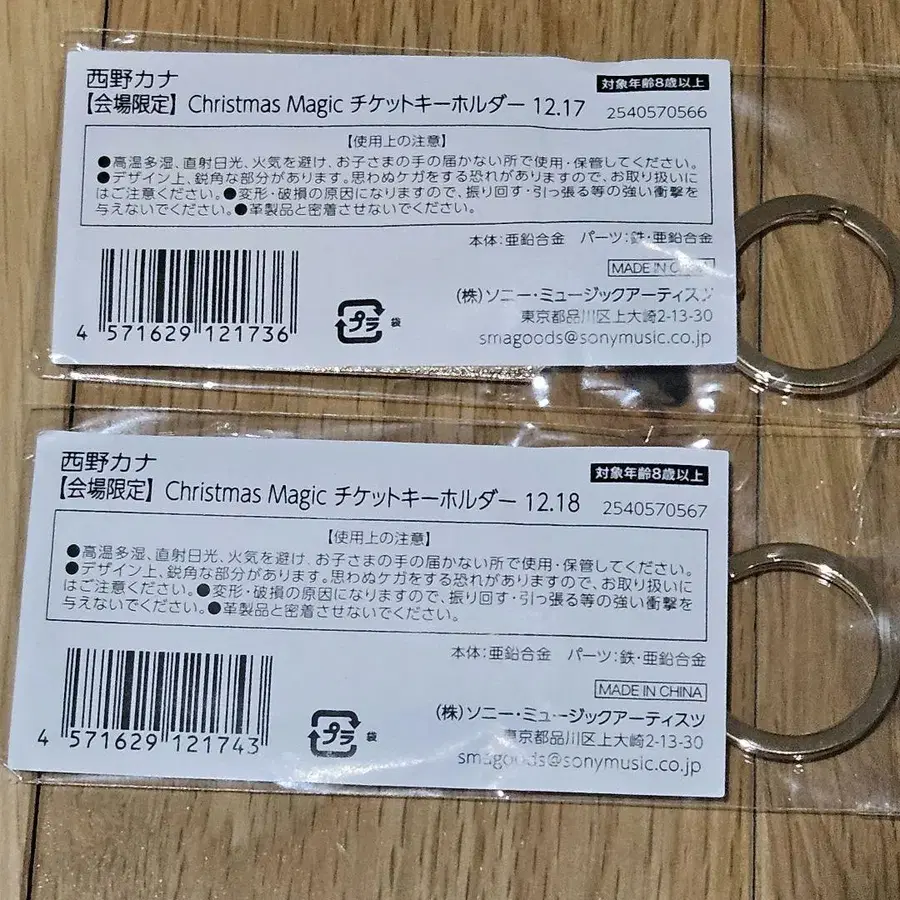 西野カナ
対象年齢8歳以上
【会場限定】 Christmas Magic チケットキーホルダー 12.17 2540570566
【使用上の注意】
●高温多湿、直射日光、火気を避け、お子さまの手の届かない所で使用・保管してください。
●デザイン上、鋭角な部分があります。思わぬケガをする恐れがありますので、お取り扱いに
はご注意ください。●変形・破損の原因になりますので、振り回す・引っ張る等の強い衝撃を
与えないでください。●革製品と密着させないでください。
本体:亜鉛合金 パーツ:鉄・亜鉛合金
MADE IN CHINA
(株)ソニー・ミュージックアーティスツ
東京都品川区上大崎2-13-30
smagoods@sonymusic.co.jp
4 571629 121736
プラ 袋
西野カナ
対象年齢8歳以上
【会場限定】 Christmas Magic チケットキーホルダー 12.18 2540570567
【使用上の注意】
●高温多湿、直射日光、火気を避け、お子さまの手の届かない所で使用・保管してください。
●デザイン上、鋭角な部分があります。思わぬケガをする恐れがありますので、お取り扱いに
はご注意ください。●変形・破損の原因になりますので、振り回す・引っ張る等の強い衝撃を
与えないでください。●革製品と密着させないでください。
本体:亜鉛合金 パーツ:鉄・亜鉛合金
MADE IN CHINA
(株)ソニー・ミュージックアーティスツ
東京都品川区上大崎2-13-30
smagoods@sonymusic.co.jp
4 571629 121743
プラ 袋